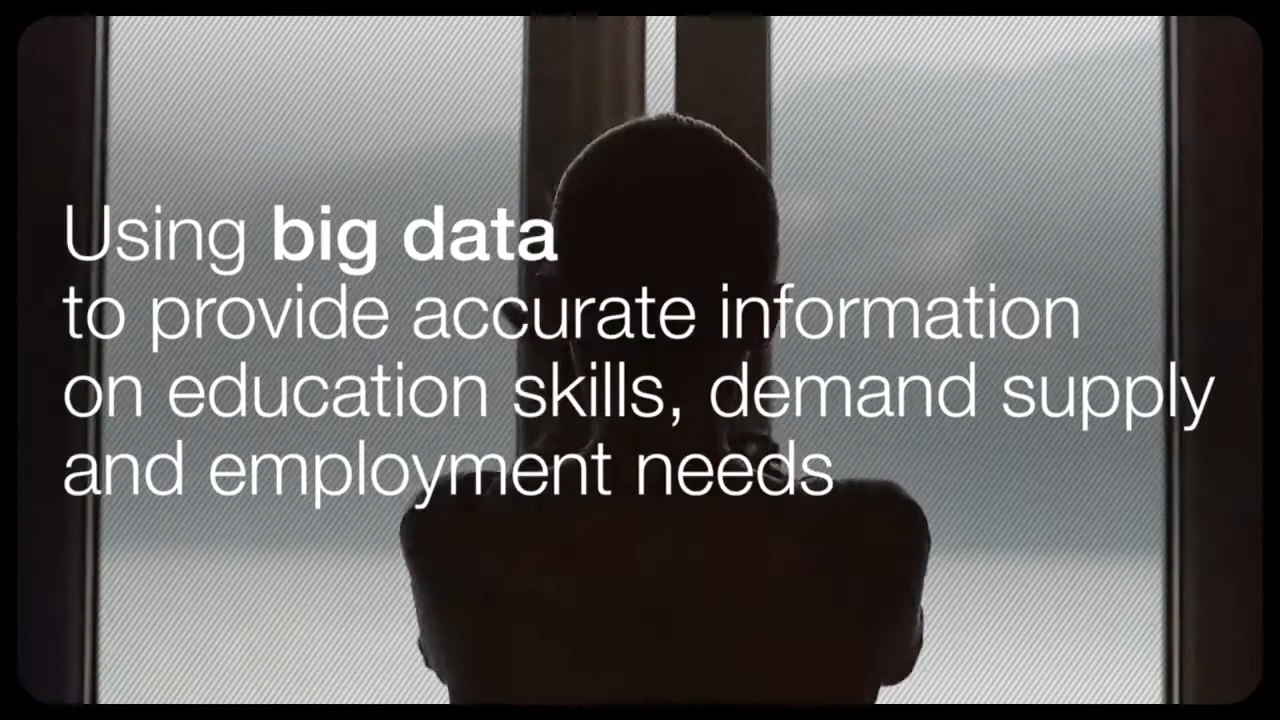 Using big data
to provide accurate information
on education skills, demand supply
and employment needs